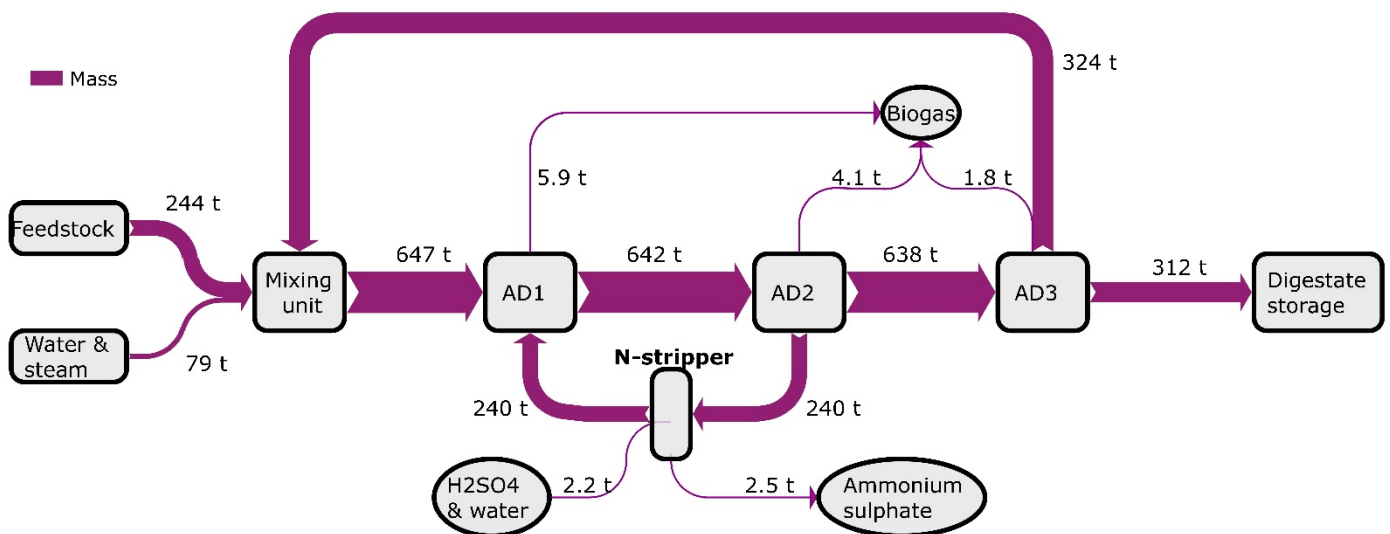 324 t
Mass
Biogas
5.9 t
4.1 t
1.8 t
244 t
Feedstock
647 t
642 t
638 t
312 t
Mixing
unit
AD1
AD2
AD3
Digestate
storage
Water &
steam
79 t
N-stripper
240 t
240 t
H2SO4
& water
2.2 t
2.5 t
Ammonium
sulphate